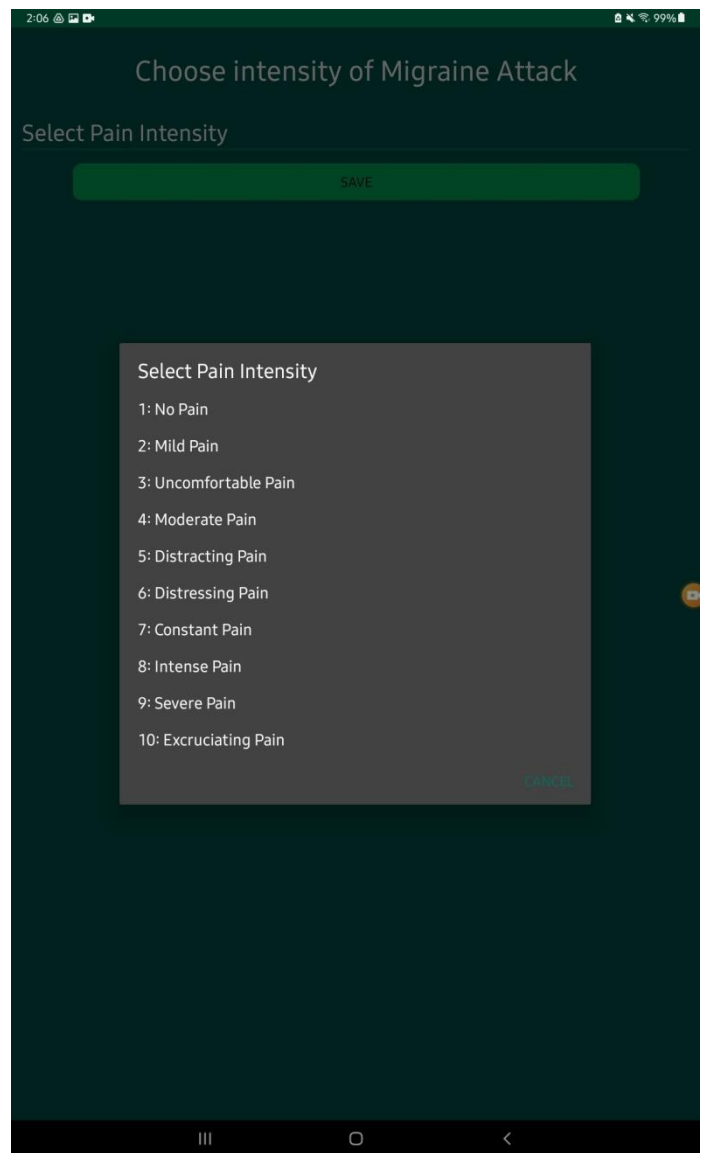 2:06 99%
Choose intensity of Migraine Attack
Select Pain Intensity
SAVE
Select Pain Intensity
1: No Pain
2: Mild Pain
3: Uncomfortable Pain
4: Moderate Pain
5: Distracting Pain
6: Distressing Pain
7: Constant Pain
8: Intense Pain
9: Severe Pain
10: Excruciating Pain
CANCEL